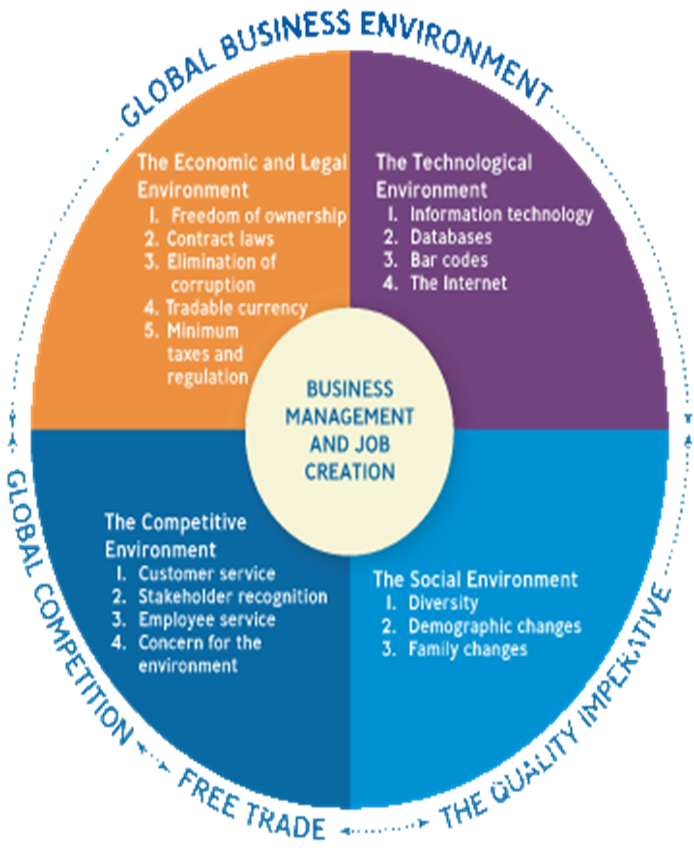 GLOBAL BUSINESS ENVIRONMENT
The Economic and Legal
Environment
1. Freedom of ownership
2. Contract laws
3. Elimination of
corruption
4. Tradable currency
5. Minimum
taxes and
regulation
The Technological
Environment
1. Information technology
2. Databases
3. Bar codes
4. The Internet
BUSINESS
MANAGEMENT
AND JOB
CREATION
The Competitive
Environment
1. Customer service
2. Stakeholder recognition
3. Employee service
4. Concern for the
environment
The Social Environment
1. Diversity
2. Demographic changes
3. Family changes
GLOBAL COMPETITION
FREE TRADE
THE QUALITY IMPERATIVE